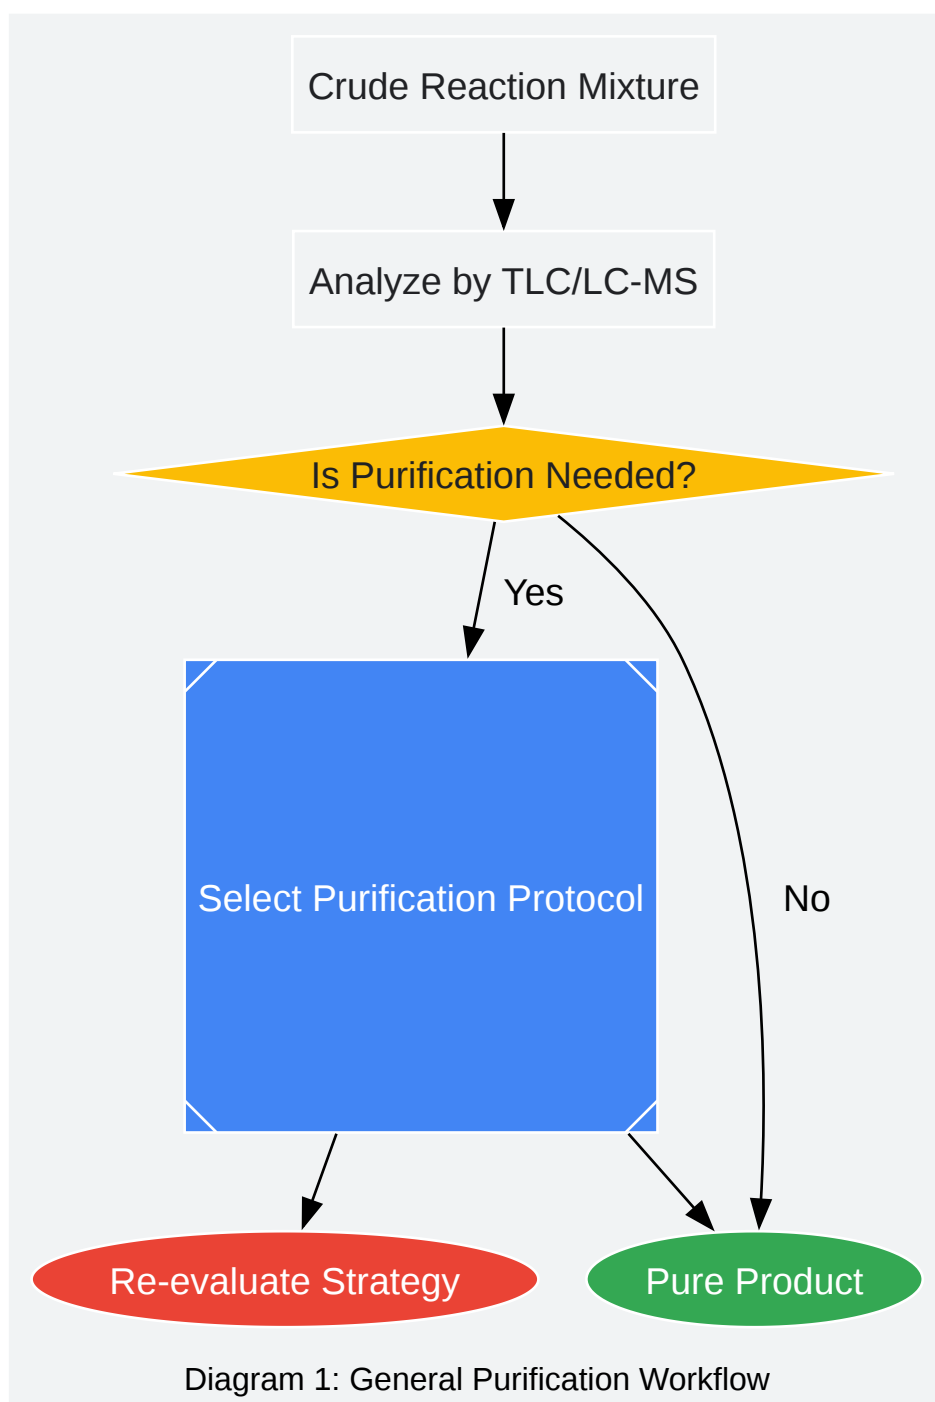 Crude Reaction Mixture
Analyze by TLC/LC-MS
Is Purification Needed?
Yes
Select Purification Protocol
No
Re-evaluate Strategy
Pure Product
Diagram 1: General Purification Workflow